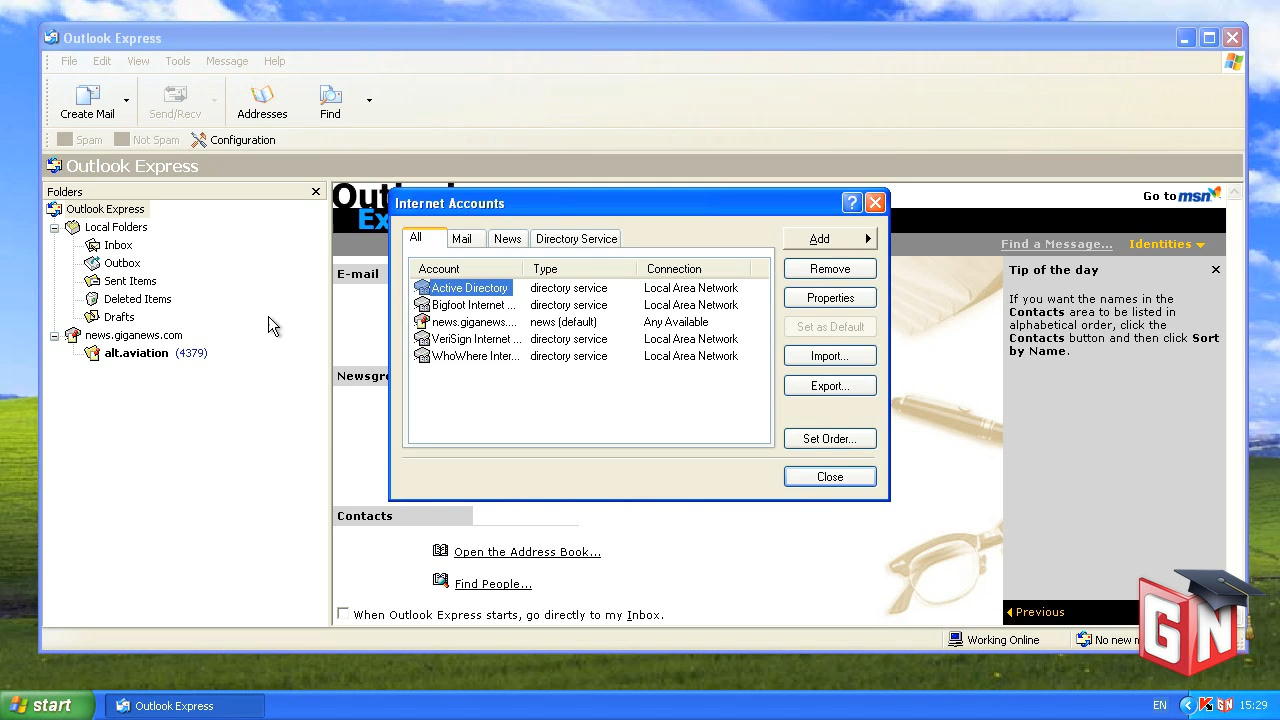 Outlook Express
File Edit View Tools Message Help
Create Mail Send/Recv Addresses Find
Spam Not Spam Configuration
Outlook Express
Folders
Outlook Express
Local Folders
Inbox
Outbox
Sent Items
Deleted Items
Drafts
news.giganews.com
alt.aviation (4379)
Go to msn
Find a Message... Identities
E-mail
Newsgr
Contacts
Open the Address Book...
Find People...
When Outlook Express starts, go directly to my Inbox.
Internet Accounts
All Mail News Directory Service
Account Type Connection
Active Directory directory service Local Area Network
Bigfoot Internet ... directory service Local Area Network
news.giganews.... news (default) Any Available
VeriSign Internet ... directory service Local Area Network
WhoWhere Inter... directory service Local Area Network
Add
Remove
Properties
Set as Default
Import...
Export...
Set Order...
Close
Tip of the day
If you want the names in the
Contacts area to be listed in
alphabetical order, click the
Contacts button and then click Sort
by Name.
Previous
Working Online No new
GN
start Outlook Express EN GN 15:29